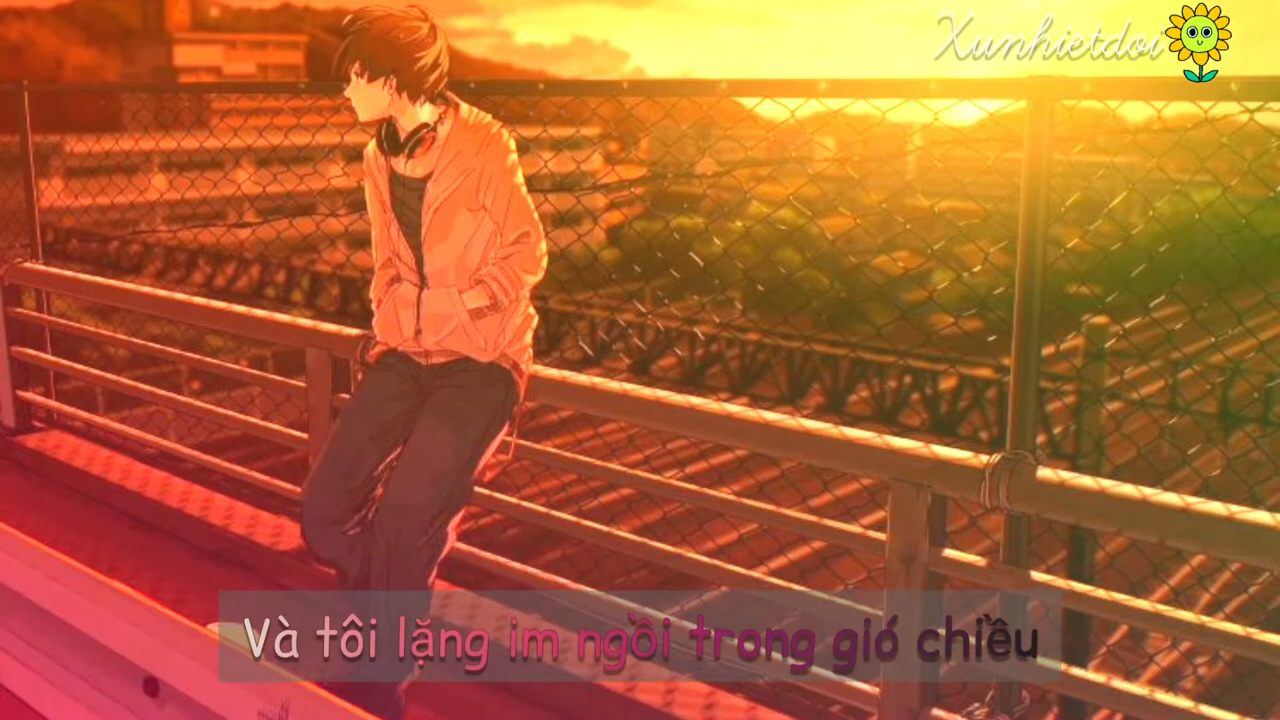 Xunhietdoi
Và tôi lặng im ngồi trong gió chiều